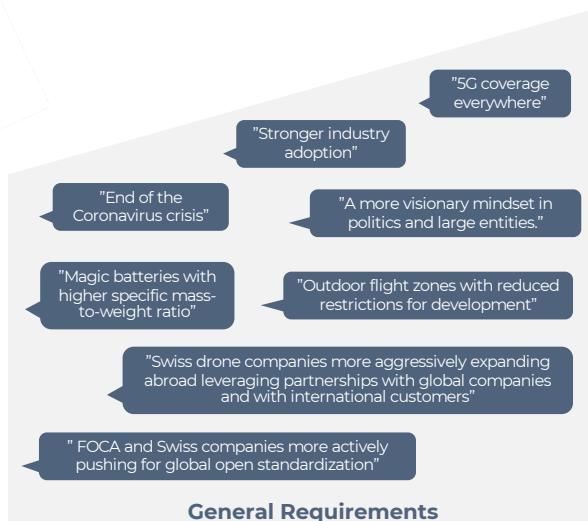 ”5G coverage
everywhere”
”Stronger industry
adoption”
”End of the
Coronavirus crisis”
”A more visionary mindset in
politics and large entities.”
”Magic batteries with
higher specific mass-
to-weight ratio”
”Outdoor flight zones with reduced
restrictions for development”
”Swiss drone companies more aggressively expanding
abroad leveraging partnerships with global companies
and with international customers”
” FOCA and Swiss companies more actively
pushing for global open standardization”
General Requirements